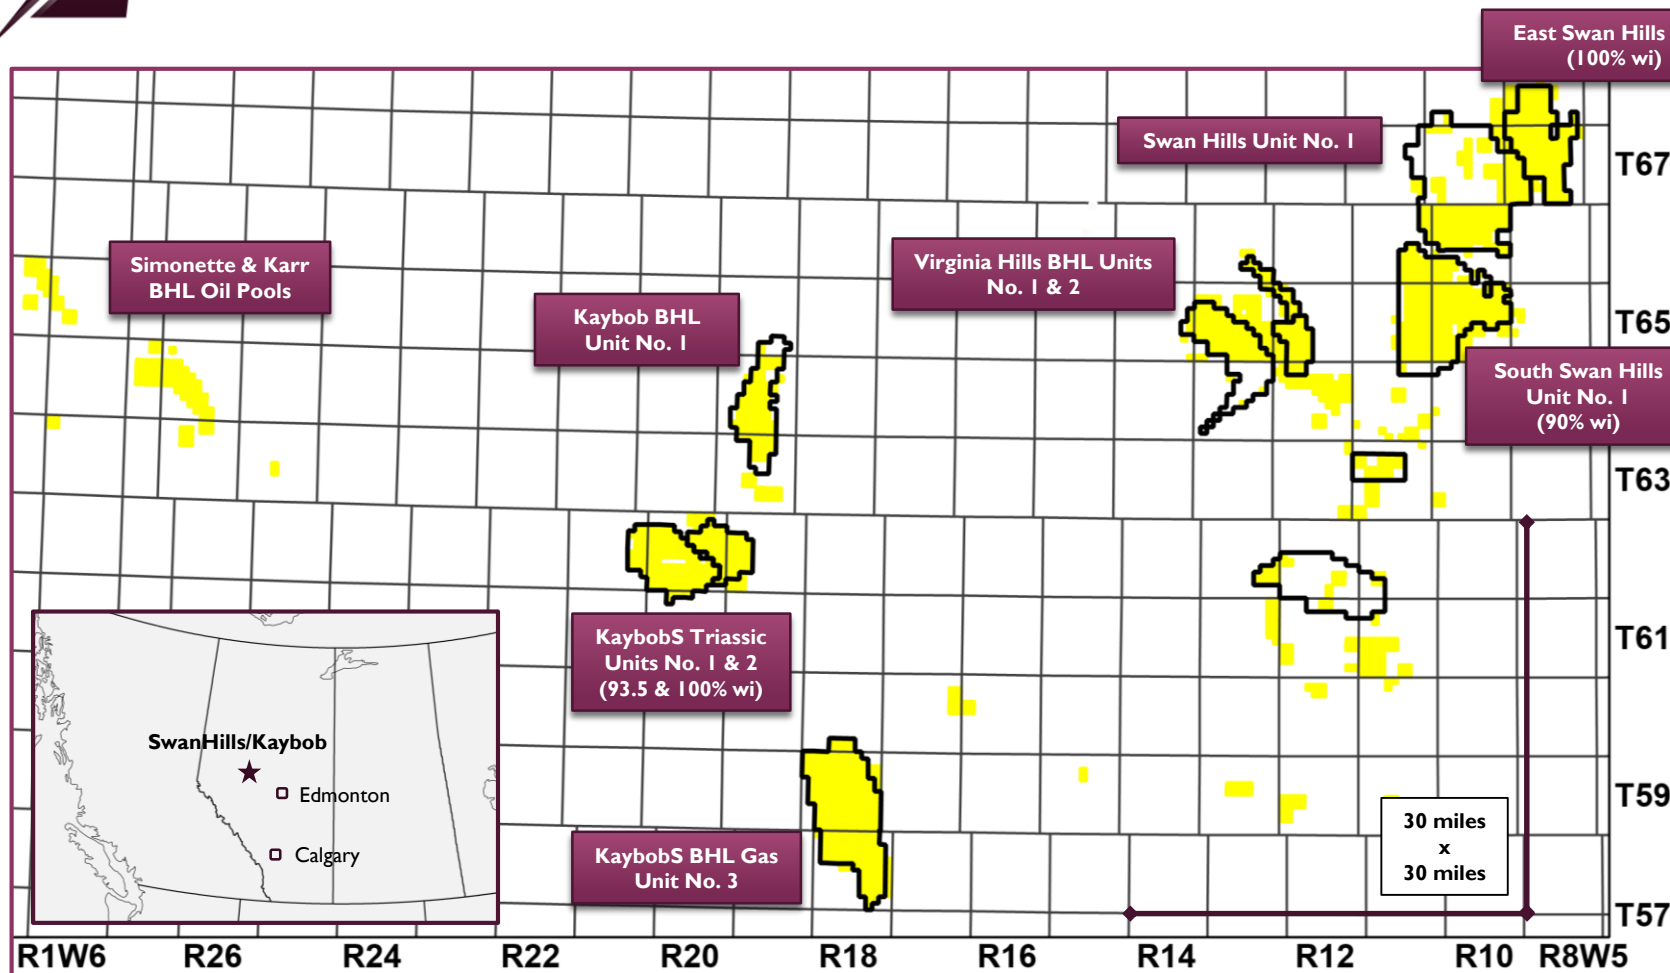 East Swan Hills
(100% wi)
Swan Hills Unit No. 1
T67
Virginia Hills BHL Units
No. 1 & 2
Simonette & Karr
BHL Oil Pools
Kaybob BHL
Unit No. 1
T65
South Swan Hills
Unit No. 1
(90% wi)
T63
KaybobS Triassic
Units No. 1 & 2
(93.5 & 100% wi)
T61
SwanHills/Kaybob
Edmonton
Calgary
T59
30 miles
x
30 miles
KaybobS BHL Gas
Unit No. 3
T57
R1W6 R26 R24 R22 R20 R18 R16 R14 R12 R10 R8W5